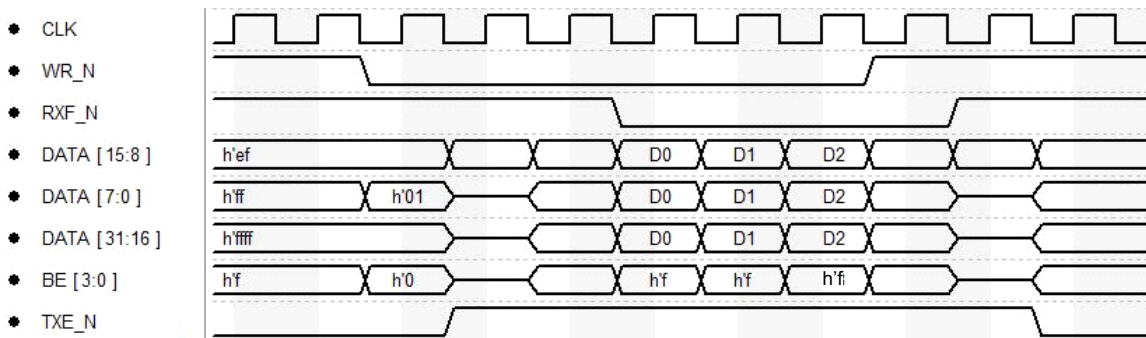 CLK
WR_N
RXF_N
DATA [ 15:8 ] h'ef D0 D1 D2
DATA [7:0 ] h'ff h'01 D0 D1 D2
DATA [ 31:16 ] h'ffff D0 D1 D2
BE [ 3:0 ] h'f h'0 h'f h'f h'f
TXE_N